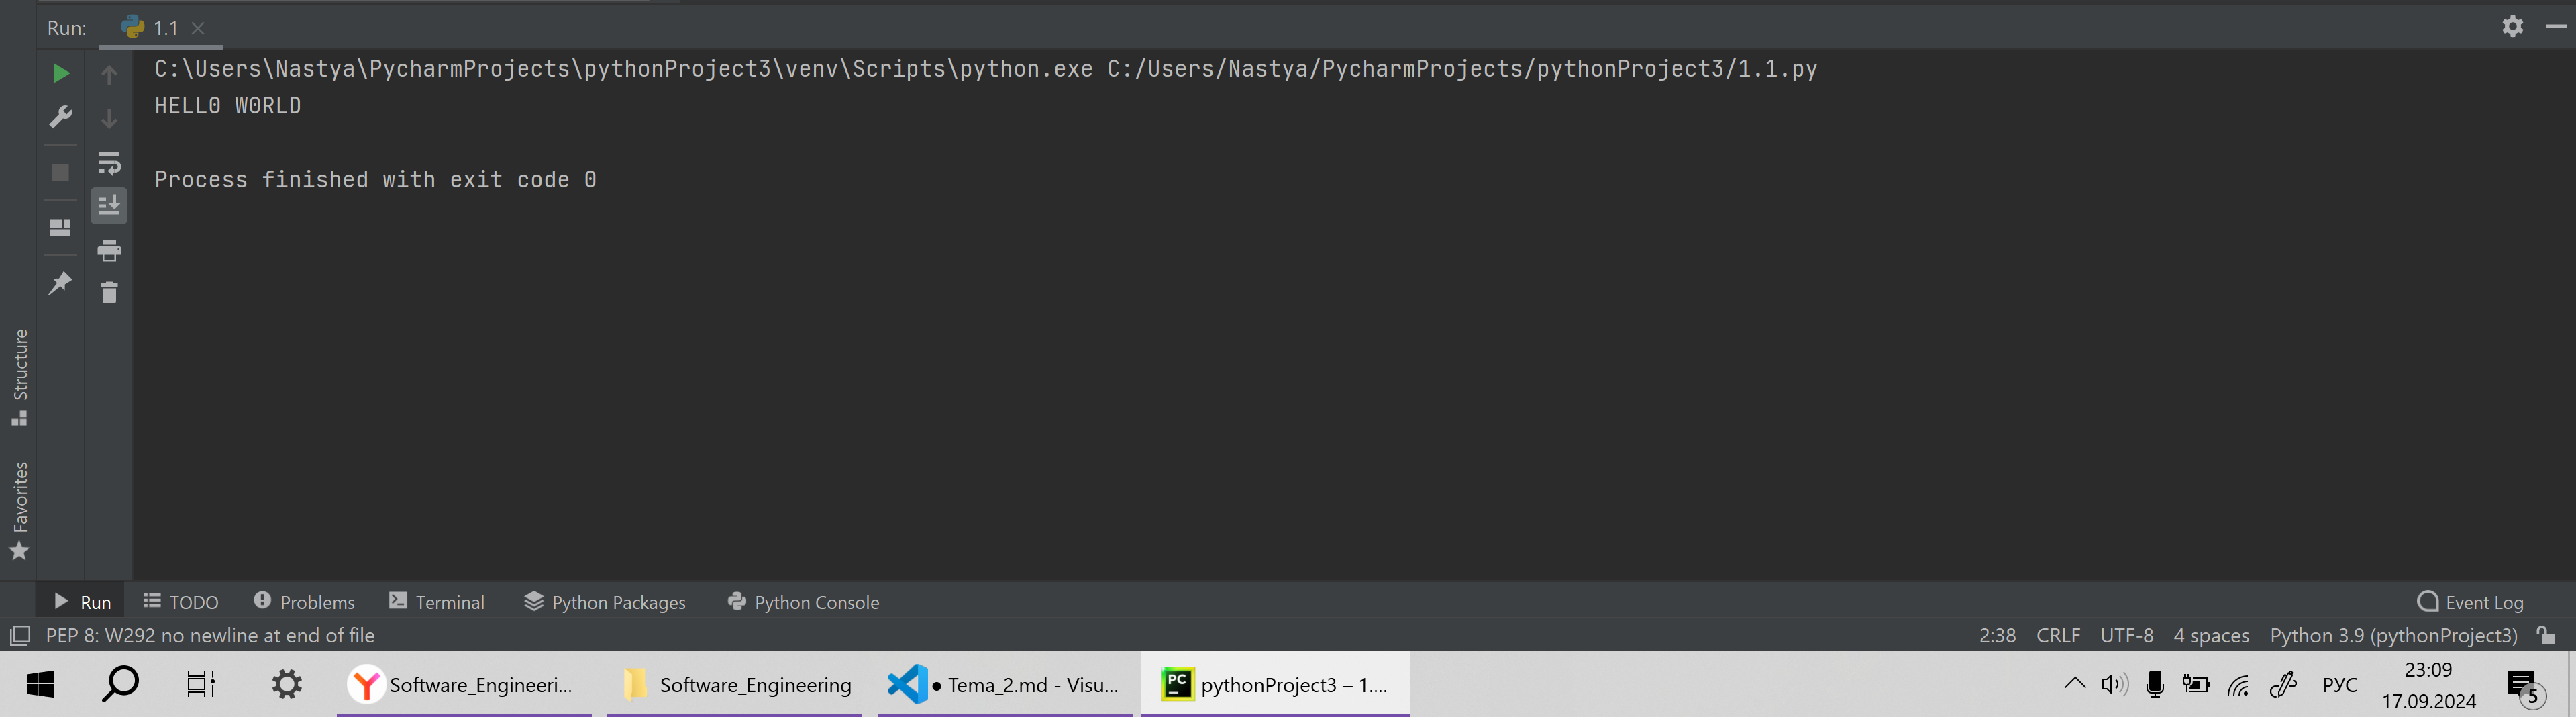 Run: 1.1
C:\Users\Nastya\PycharmProjects\pythonProject3\venv\Scripts\python.exe C:/Users/Nastya/PycharmProjects/pythonProject3/1.1.py
HELL0 W0RLD
Process finished with exit code 0
Structure
Favorites
Run TODO Problems Terminal Python Packages Python Console Event Log
PEP 8: W292 no newline at end of file 2:38 CRLF UTF-8 4 spaces Python 3.9 (pythonProject3)
Software_Engineeri... Software_Engineering ● Tema_2.md - Visu... PC pythonProject3 – 1.... РУС 23:09
17.09.2024 5